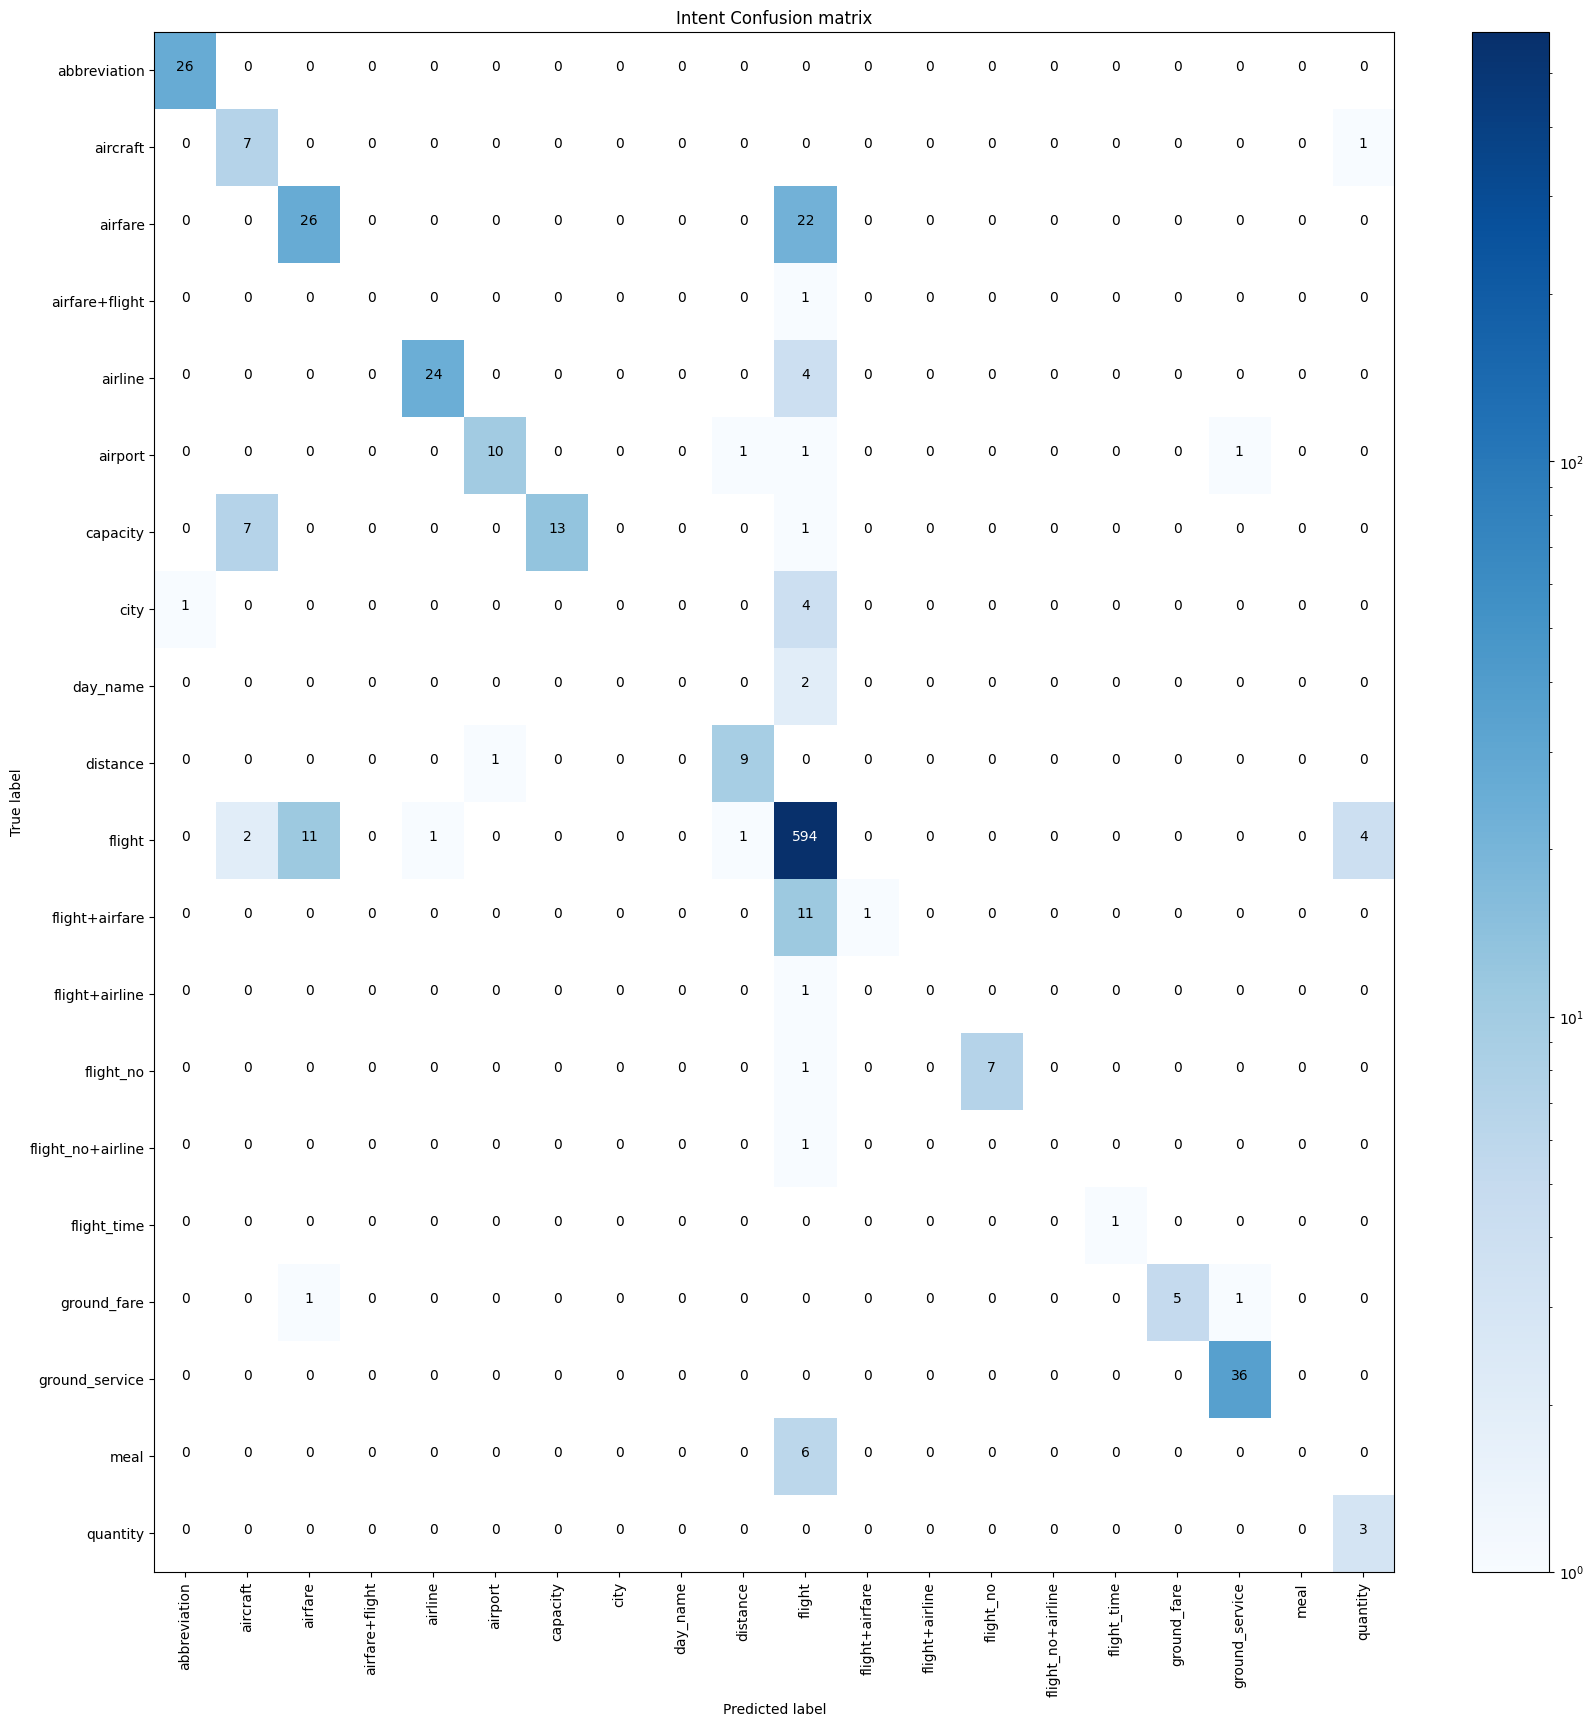 Intent Confusion matrix
abbreviation 26 0 0 0 0 0 0 0 0 0 0 0 0 0 0 0 0 0 0 0
aircraft 0 7 0 0 0 0 0 0 0 0 0 0 0 0 0 0 0 0 0 1
airfare 0 0 26 0 0 0 0 0 0 0 22 0 0 0 0 0 0 0 0 0
airfare+flight 0 0 0 0 0 0 0 0 0 0 1 0 0 0 0 0 0 0 0 0
airline 0 0 0 0 24 0 0 0 0 0 4 0 0 0 0 0 0 0 0 0
airport 0 0 0 0 0 10 0 0 0 1 1 0 0 0 0 0 0 1 0 0
capacity 0 7 0 0 0 0 13 0 0 0 1 0 0 0 0 0 0 0 0 0
city 1 0 0 0 0 0 0 0 0 0 4 0 0 0 0 0 0 0 0 0
day_name 0 0 0 0 0 0 0 0 0 0 2 0 0 0 0 0 0 0 0 0
distance 0 0 0 0 0 1 0 0 0 9 0 0 0 0 0 0 0 0 0 0
flight 0 2 11 0 1 0 0 0 0 1 594 0 0 0 0 0 0 0 0 4
flight+airfare 0 0 0 0 0 0 0 0 0 0 11 1 0 0 0 0 0 0 0 0
flight+airline 0 0 0 0 0 0 0 0 0 0 1 0 0 0 0 0 0 0 0 0
flight_no 0 0 0 0 0 0 0 0 0 0 1 0 0 7 0 0 0 0 0 0
flight_no+airline 0 0 0 0 0 0 0 0 0 0 1 0 0 0 0 0 0 0 0 0
flight_time 0 0 0 0 0 0 0 0 0 0 0 0 0 0 0 1 0 0 0 0
ground_fare 0 0 1 0 0 0 0 0 0 0 0 0 0 0 0 0 5 1 0 0
ground_service 0 0 0 0 0 0 0 0 0 0 0 0 0 0 0 0 0 36 0 0
meal 0 0 0 0 0 0 0 0 0 0 6 0 0 0 0 0 0 0 0 0
quantity 0 0 0 0 0 0 0 0 0 0 0 0 0 0 0 0 0 0 0 3
True label
abbreviation
aircraft
airfare
airfare+flight
airline
airport
capacity
city
day_name
distance
flight
flight+airfare
flight+airline
flight_no
flight_no+airline
flight_time
ground_fare
ground_service
meal
quantity
Predicted label
10²
10¹
10⁰